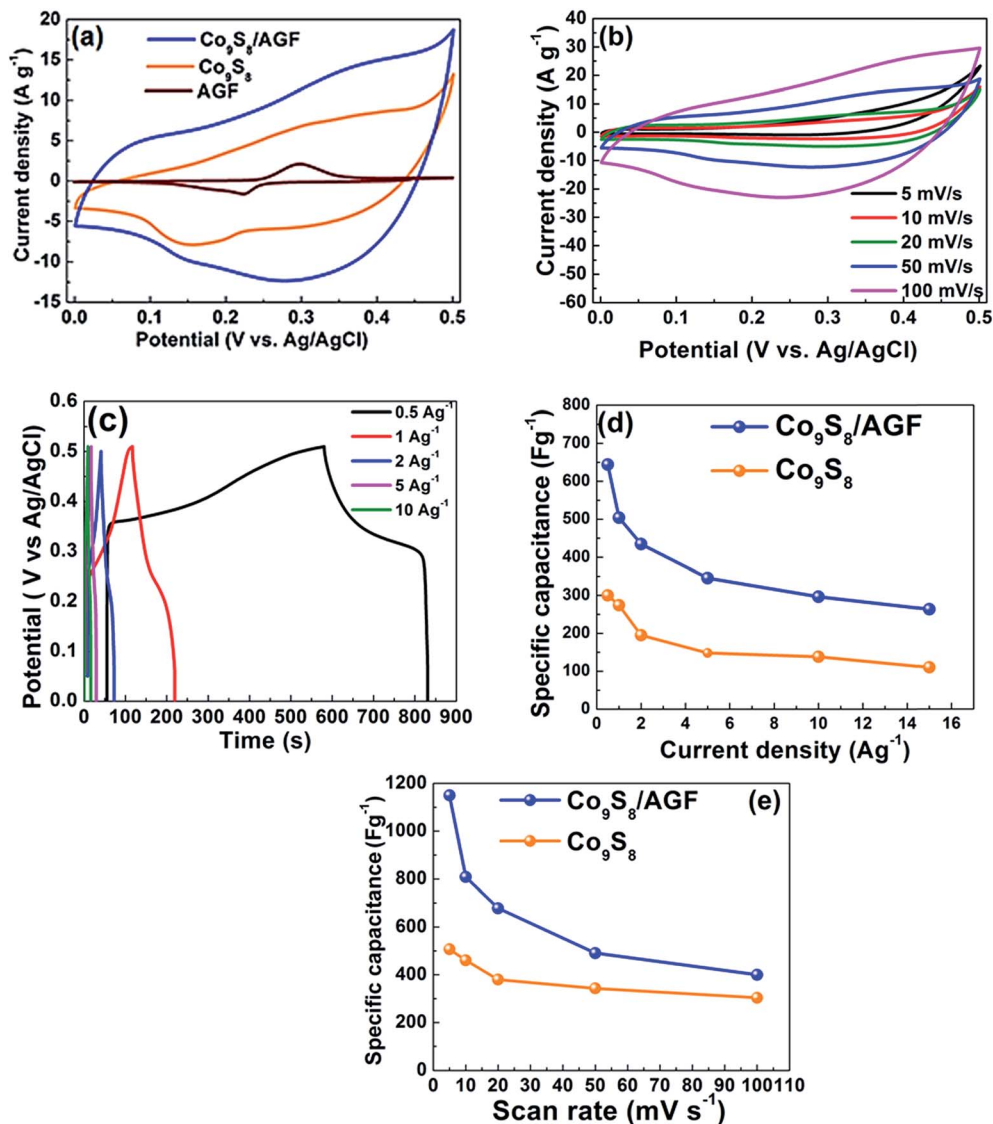 (a)
Co₉S₈/AGF
Co₉S₈
AGF
20
15
10
5
0
-5
-10
-15
Current density (A g⁻¹)
0.0 0.1 0.2 0.3 0.4 0.5
Potential (V vs. Ag/AgCl)
(b)
40
30
20
10
0
-10
-20
-30
-40
-50
-60
Current density (A g⁻¹)
5 mV/s
10 mV/s
20 mV/s
50 mV/s
100 mV/s
0.0 0.1 0.2 0.3 0.4 0.5
Potential (V vs. Ag/AgCl)
(c)
0.5 Ag⁻¹
1 Ag⁻¹
2 Ag⁻¹
5 Ag⁻¹
10 Ag⁻¹
0.6
0.5
0.4
0.3
0.2
0.1
0.0
Potential ( V vs Ag/AgCl)
0 100 200 300 400 500 600 700 800 900
Time (s)
(d)
Co₉S₈/AGF
Co₉S₈
800
700
600
500
400
300
200
100
0
Specific capacitance (Fg⁻¹)
0 2 4 6 8 10 12 14 16
Current density (Ag⁻¹)
(e)
Co₉S₈/AGF
Co₉S₈
1200
1000
800
600
400
200
0
Specific capacitance (Fg⁻¹)
0 10 20 30 40 50 60 70 80 90 100 110
Scan rate (mV s⁻¹)